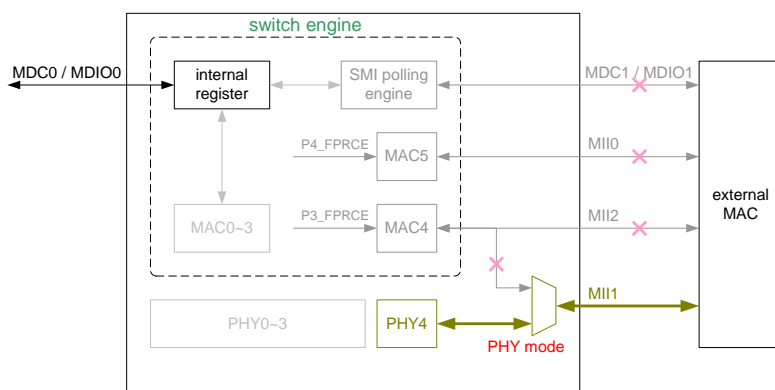 switch engine
MDC0 / MDIO0
internal
register
SMI polling
engine
MDC1 / MDIO1
P4_FPRCE
MAC5
MII0
external
MAC
P3_FPRCE
MAC0~3
MAC4
MII2
MII1
PHY0~3
PHY4
PHY mode